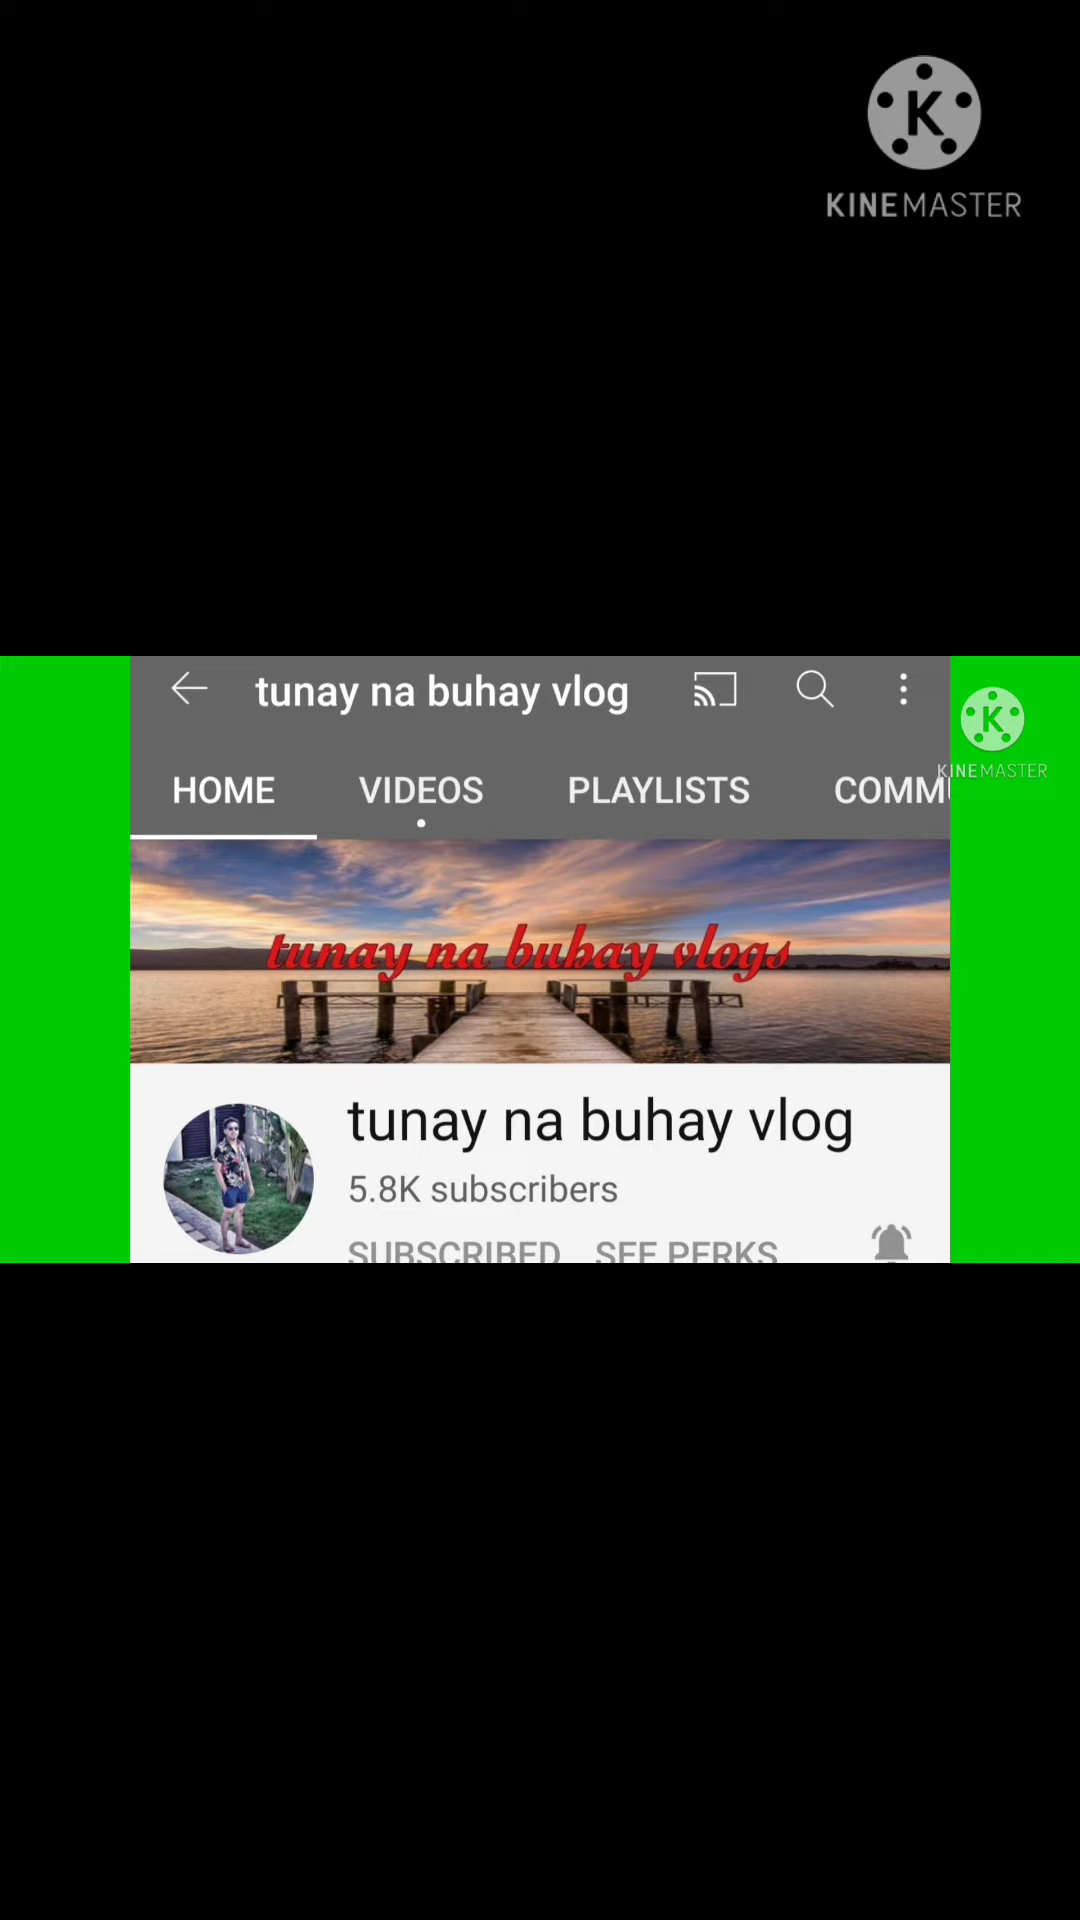 K
KINEMASTER
tunay na buhay vlog
K
KINEMASTER
HOME VIDEOS PLAYLISTS COMMU
tunay na buhay vlogs
tunay na buhay vlog
5.8K subscribers
SUBSCRIBED SEE PERKS